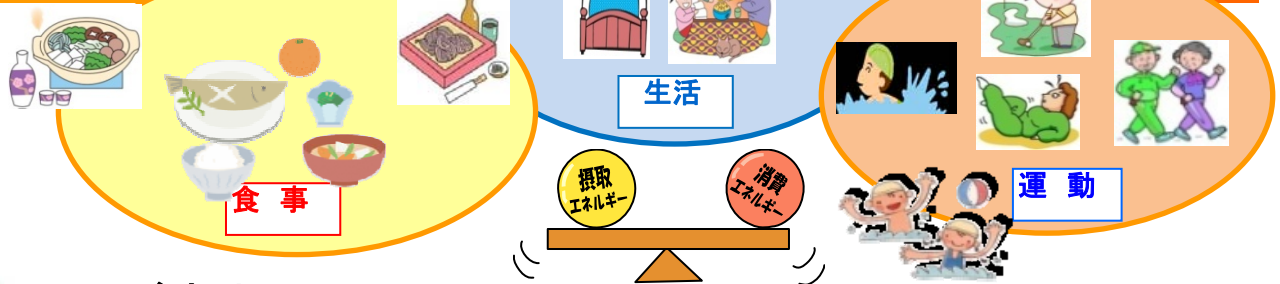 生活
摂取
エネルギー
消費
エネルギー
食 事
運 動